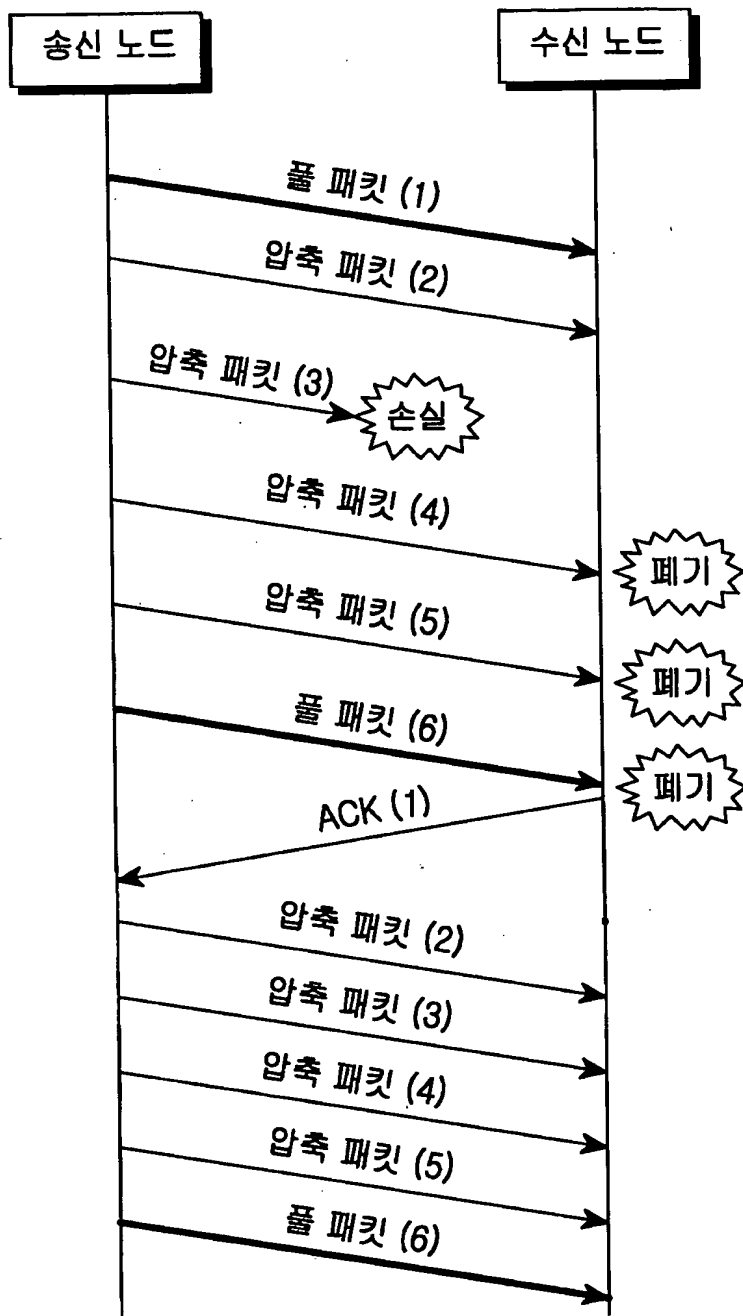 송신 노드
수신 노드
풀 패킷 (1)
압축 패킷 (2)
압축 패킷 (3)
손실
압축 패킷 (4)
폐기
압축 패킷 (5)
폐기
풀 패킷 (6)
폐기
ACK (1)
압축 패킷 (2)
압축 패킷 (3)
압축 패킷 (4)
압축 패킷 (5)
풀 패킷 (6)